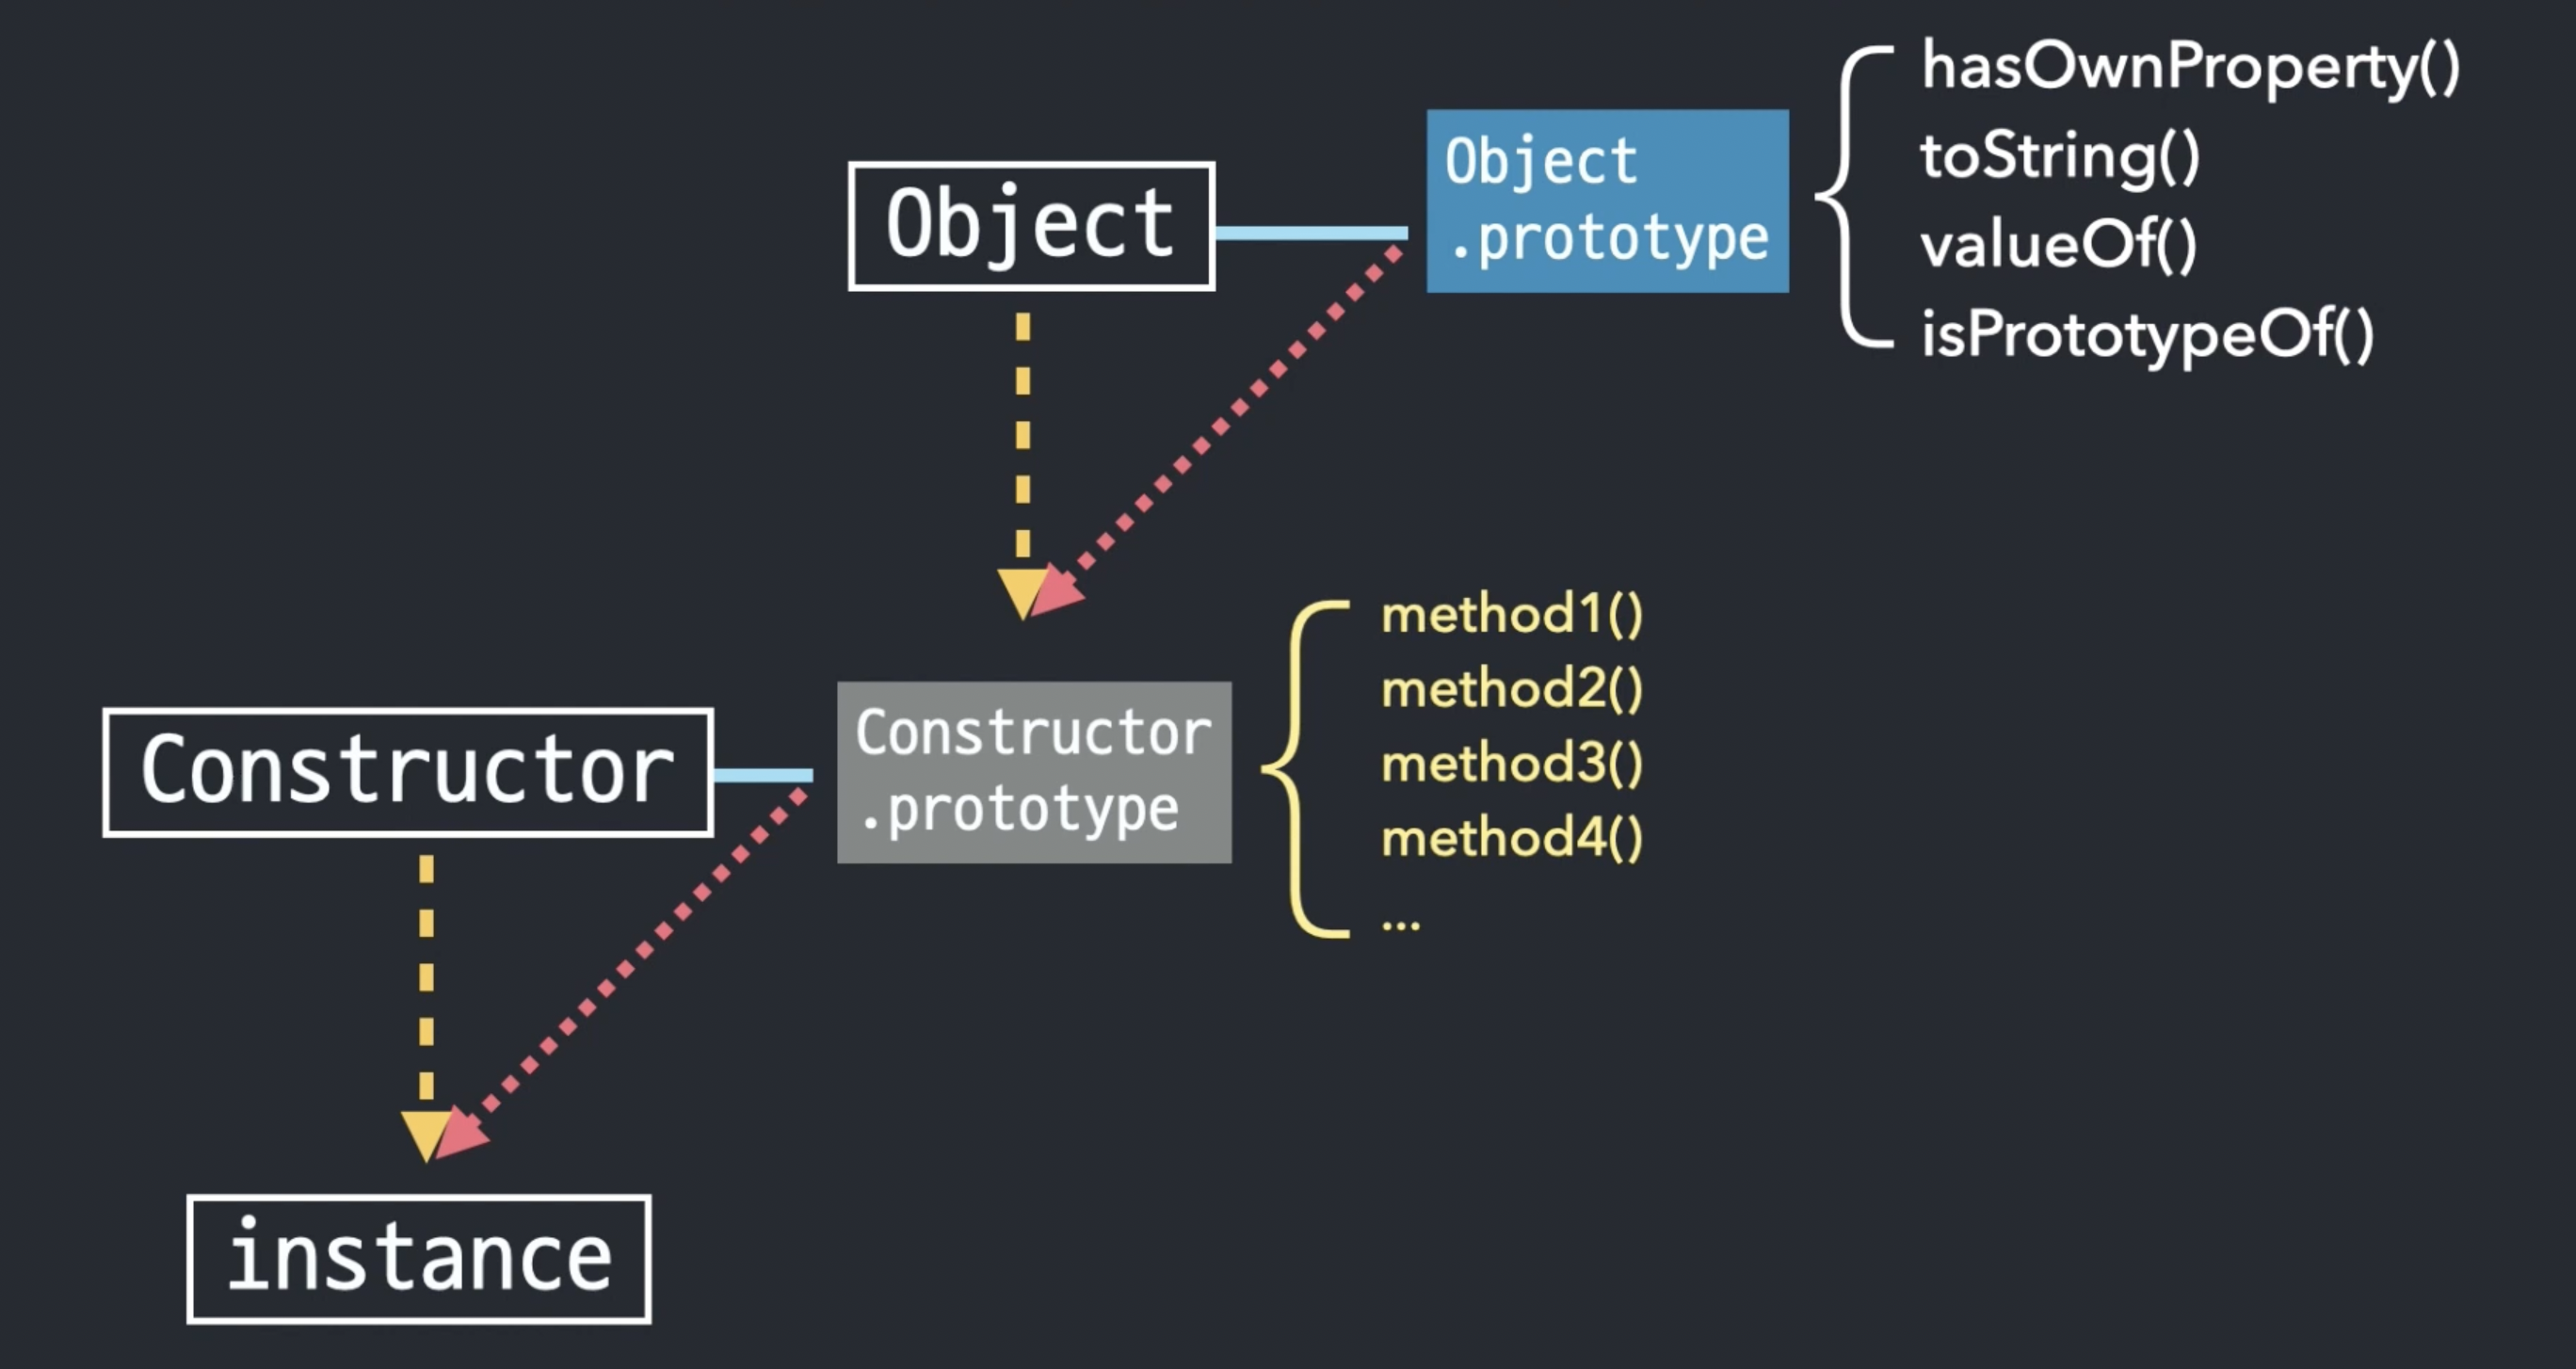 Object
Object
.prototype
hasOwnProperty()
toString()
valueOf()
isPrototypeOf()
Constructor
Constructor
.prototype
method1()
method2()
method3()
method4()
...
instance